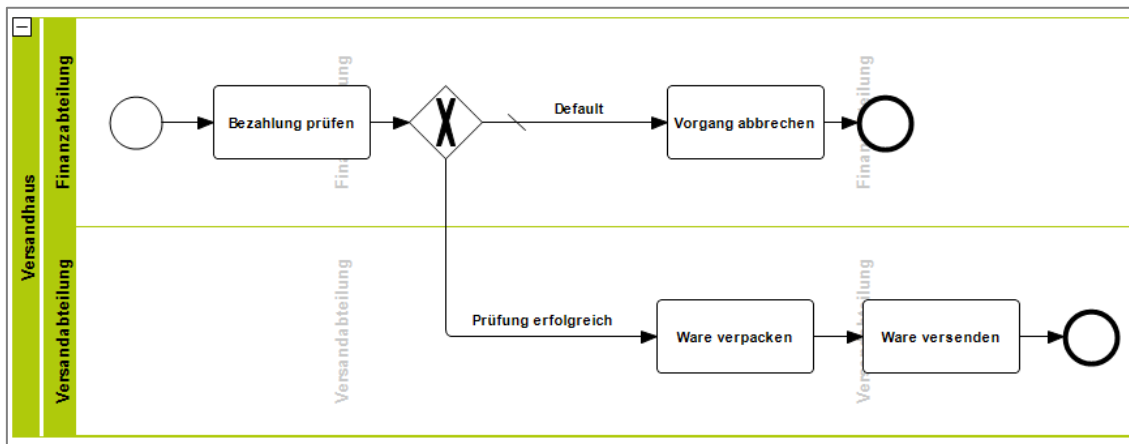 Versandhaus
Finanzabteilung
Finanzabteilung
Finanzabteilung
Bezahlung prüfen
X
Default
Vorgang abbrechen
Versandabteilung
Versandabteilung
Versandabteilung
Prüfung erfolgreich
Ware verpacken
Ware versenden